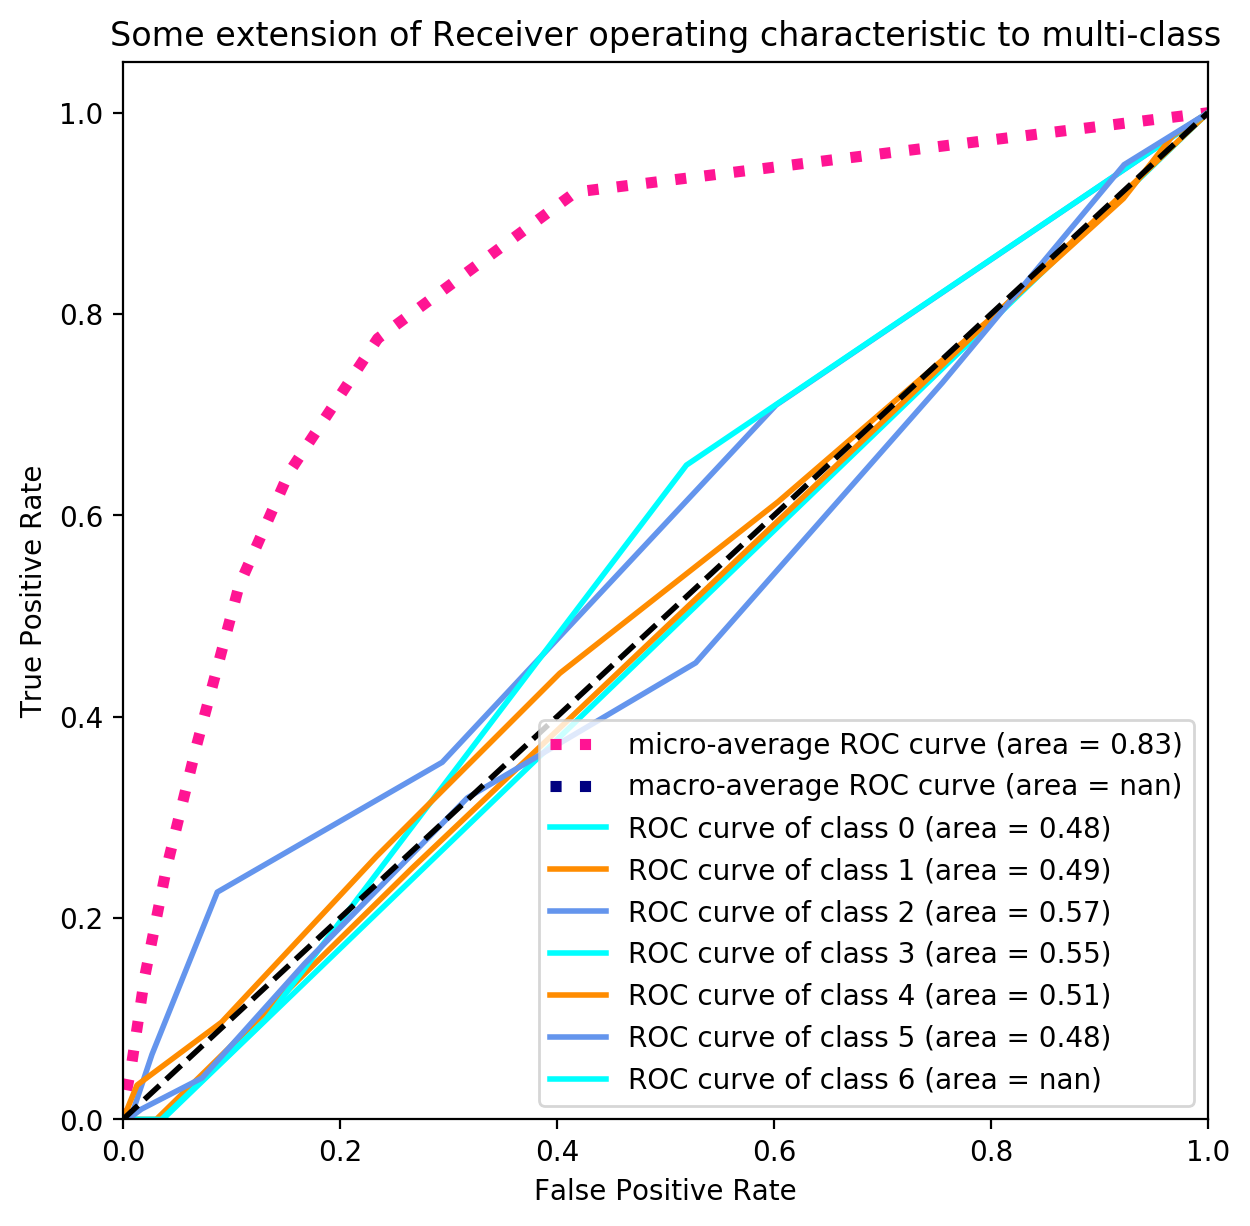 Some extension of Receiver operating characteristic to multi-class
1.0
0.8
0.6
0.4
0.2
0.0
True Positive Rate
micro-average ROC curve (area = 0.83)
macro-average ROC curve (area = nan)
ROC curve of class 0 (area = 0.48)
ROC curve of class 1 (area = 0.49)
ROC curve of class 2 (area = 0.57)
ROC curve of class 3 (area = 0.55)
ROC curve of class 4 (area = 0.51)
ROC curve of class 5 (area = 0.48)
ROC curve of class 6 (area = nan)
0.0 0.2 0.4 0.6 0.8 1.0
False Positive Rate